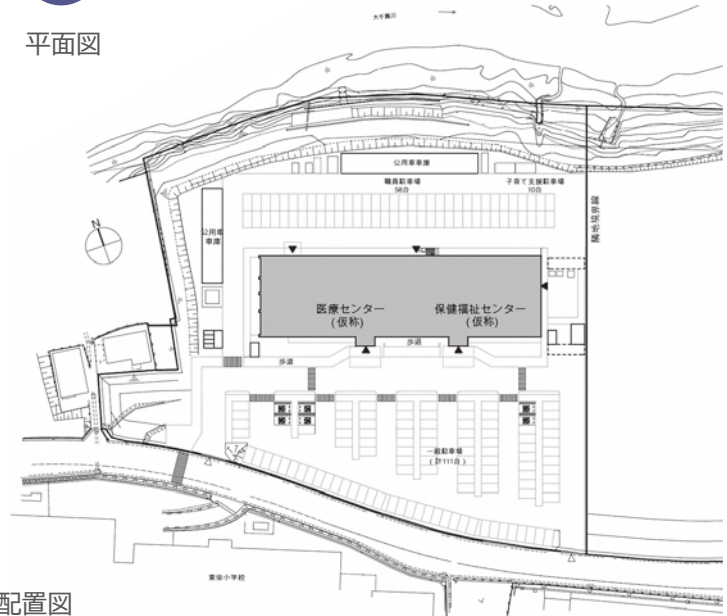 平面図
大千瀬川
N
公用車車庫
職員駐車場
58台
子育て支援駐車場
10台
隣地境界線
公用車
車庫
医療センター
(仮称)
保健福祉センター
(仮称)
歩道
歩道
一般駐車場
(計111台)
東栄小学校
配置図